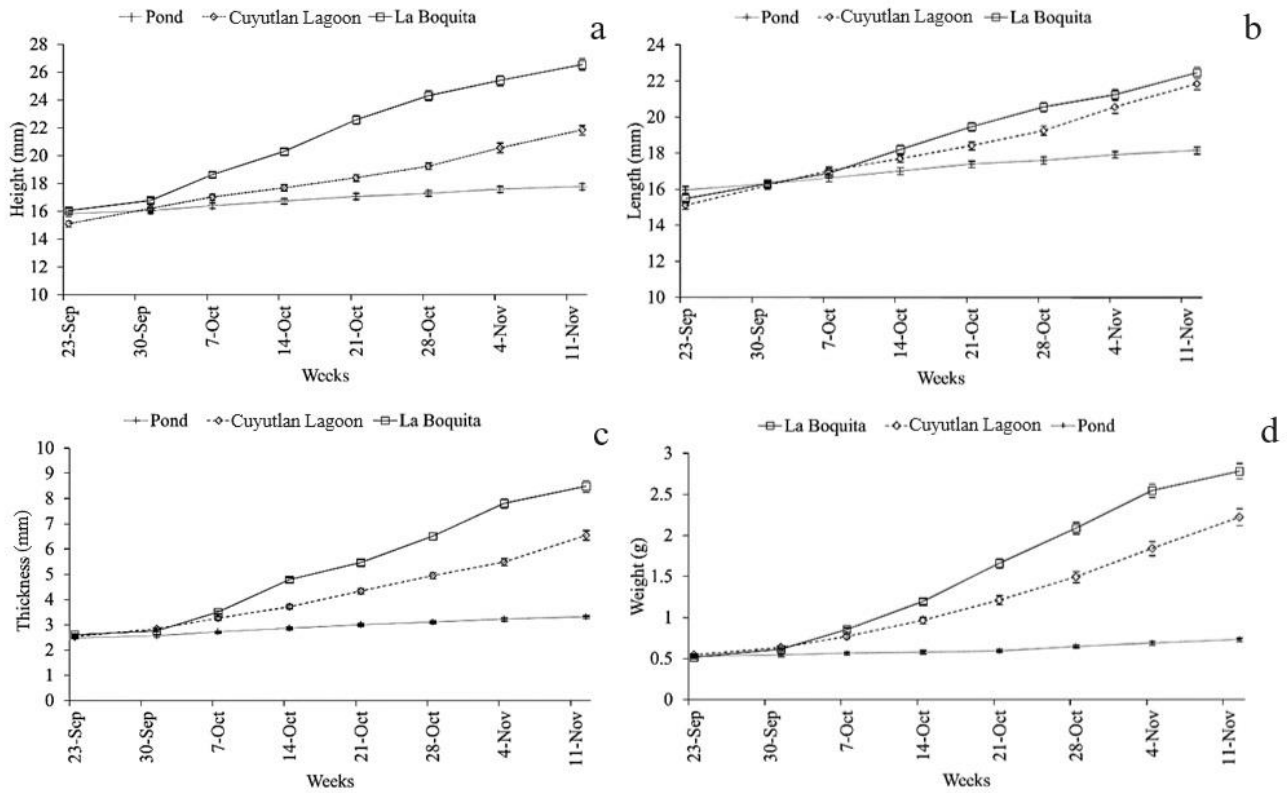 Pond Cuyutlan Lagoon La Boquita
a
28
26
24
22
20
18
16
14
12
10
Height (mm)
23-Sep 30-Sep 7-Oct 14-Oct 21-Oct 28-Oct 4-Nov 11-Nov
Weeks
Pond Cuyutlan Lagoon La Boquita
b
24
22
20
18
16
14
12
10
Length (mm)
23-Sep 30-Sep 7-Oct 14-Oct 21-Oct 28-Oct 4-Nov 11-Nov
Weeks
Pond Cuyutlan Lagoon La Boquita
c
10
9
8
7
6
5
4
3
2
1
0
Thickness (mm)
23-Sep 30-Sep 7-Oct 14-Oct 21-Oct 28-Oct 4-Nov 11-Nov
Weeks
La Boquita Cuyutlan Lagoon Pond
d
3
2.5
2
1.5
1
0.5
0
Weight (g)
23-Sep 30-Sep 7-Oct 14-Oct 21-Oct 28-Oct 4-Nov 11-Nov
Weeks